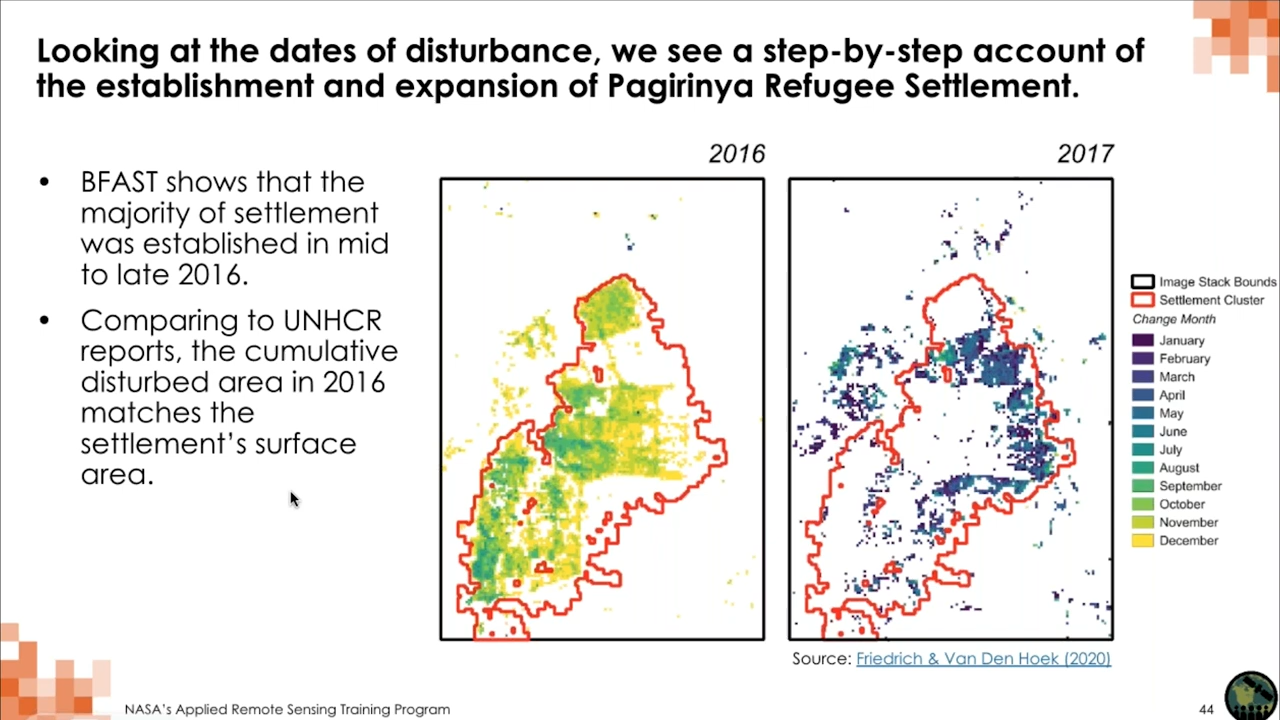 Looking at the dates of disturbance, we see a step-by-step account of
the establishment and expansion of Pagirinya Refugee Settlement.
• BFAST shows that the
majority of settlement
was established in mid
to late 2016.
• Comparing to UNHCR
reports, the cumulative
disturbed area in 2016
matches the
settlement’s surface
area.
2016
2017
Image Stack Bounds
Settlement Cluster
Change Month
January
February
March
April
May
June
July
August
September
October
November
December
Source: Friedrich & Van Den Hoek (2020)
NASA’s Applied Remote Sensing Training Program
44